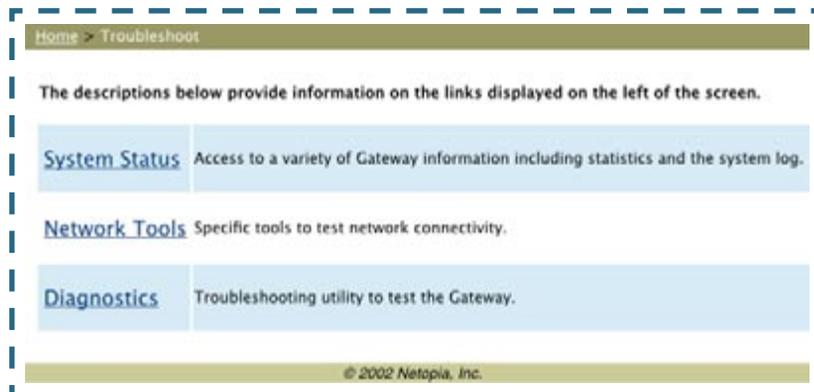 Home > Troubleshoot
The descriptions below provide information on the links displayed on the left of the screen.
System Status Access to a variety of Gateway information including statistics and the system log.
Network Tools Specific tools to test network connectivity.
Diagnostics Troubleshooting utility to test the Gateway.
© 2002 Netopia, Inc.